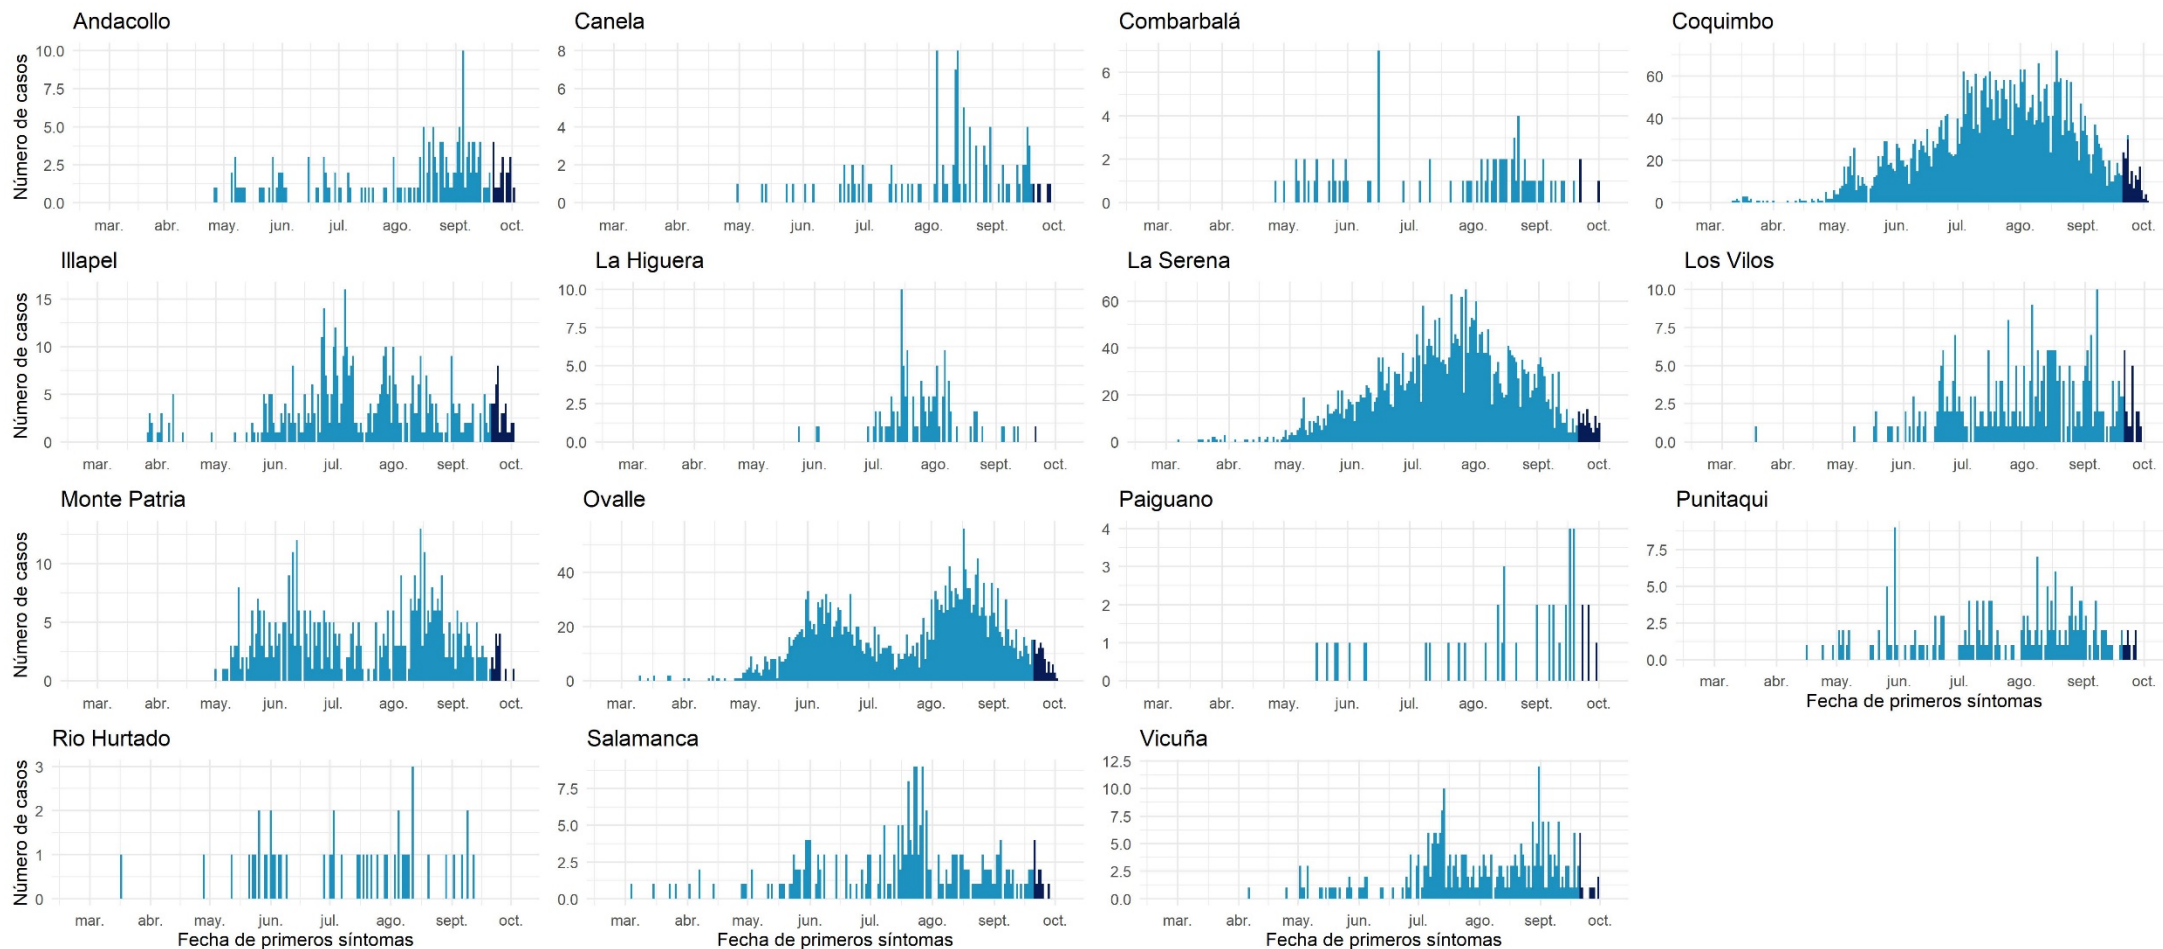 Andacollo
Canela
Combarbalá
Coquimbo
Número de casos
10.0
7.5
5.0
2.5
0.0
mar. abr. may. jun. jul. ago. sept. oct.
8
6
4
2
0
mar. abr. may. jun. jul. ago. sept. oct.
6
4
2
0
mar. abr. may. jun. jul. ago. sept. oct.
60
40
20
0
mar. abr. may. jun. jul. ago. sept. oct.
Illapel
La Higuera
La Serena
Los Vilos
Número de casos
15
10
5
0
mar. abr. may. jun. jul. ago. sept. oct.
10.0
7.5
5.0
2.5
0.0
mar. abr. may. jun. jul. ago. sept. oct.
60
40
20
0
mar. abr. may. jun. jul. ago. sept. oct.
10.0
7.5
5.0
2.5
0.0
mar. abr. may. jun. jul. ago. sept. oct.
Monte Patria
Ovalle
Paiguano
Punitaqui
Número de casos
10
5
0
mar. abr. may. jun. jul. ago. sept. oct.
40
20
0
mar. abr. may. jun. jul. ago. sept. oct.
4
3
2
1
0
mar. abr. may. jun. jul. ago. sept. oct.
7.5
5.0
2.5
0.0
mar. abr. may. jun. jul. ago. sept. oct.
Fecha de primeros síntomas
Rio Hurtado
Salamanca
Vicuña
Número de casos
3
2
1
0
mar. abr. may. jun. jul. ago. sept. oct.
Fecha de primeros síntomas
7.5
5.0
2.5
0.0
mar. abr. may. jun. jul. ago. sept. oct.
Fecha de primeros síntomas
12.5
10.0
7.5
5.0
2.5
0.0
mar. abr. may. jun. jul. ago. sept. oct.
Fecha de primeros síntomas